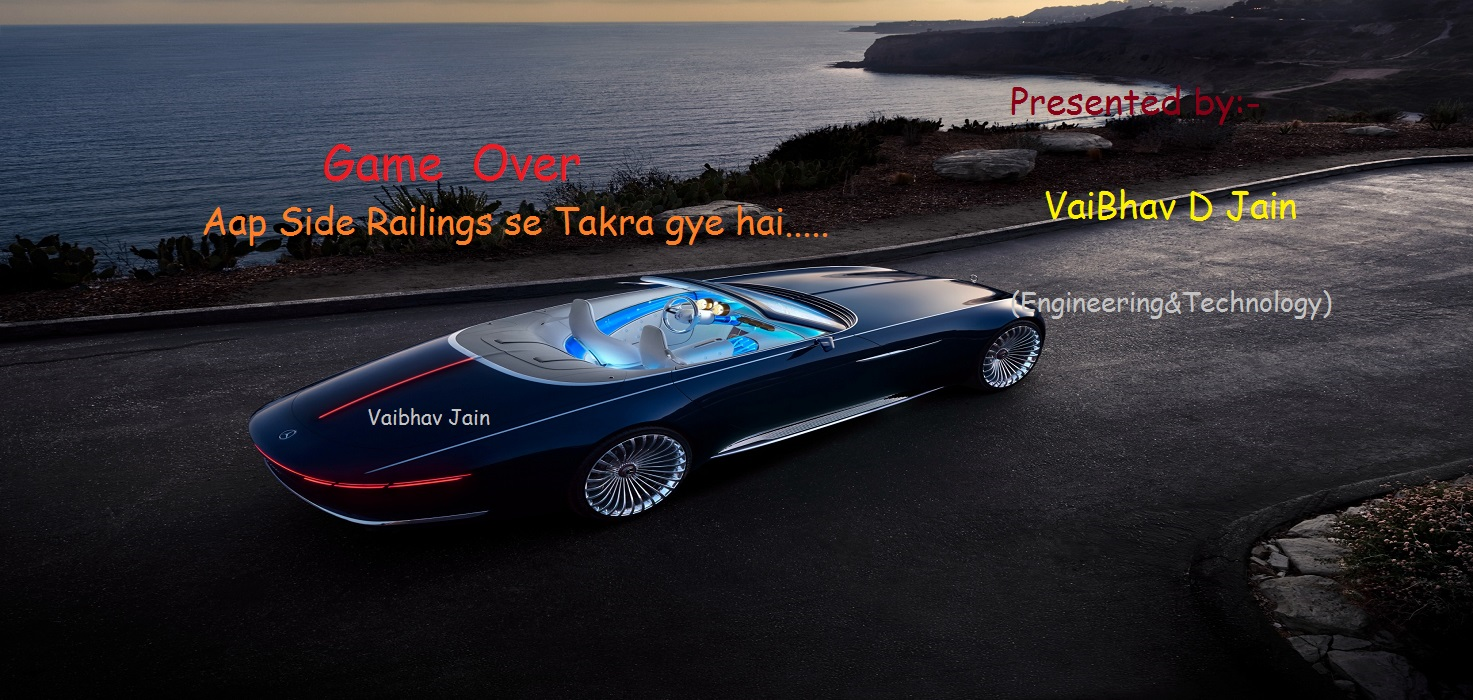 Presented by:-
Game Over
Aap Side Railings se Takra gye hai.....
VaiBhav D Jain
(Engineering&Technology)
Vaibhav Jain